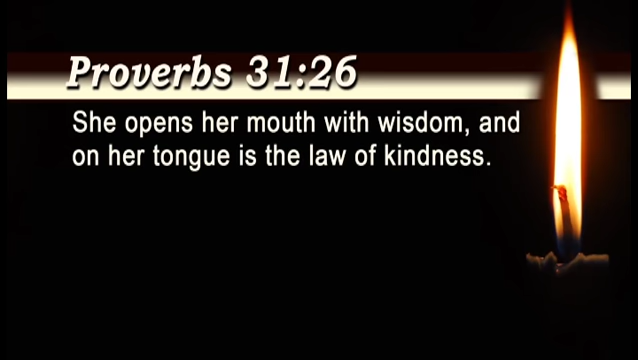 Proverbs 31:26
She opens her mouth with wisdom, and
on her tongue is the law of kindness.